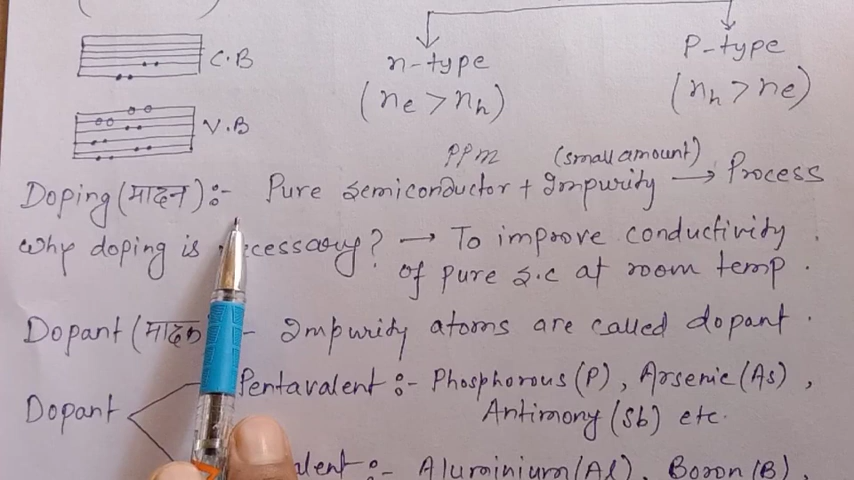 C.B
n-type
P-type
(ne > nh)
(nh > ne)
V.B
PPM (small amount)
Doping (मादन) :- Pure Semiconductor + Impurity → Process
Why doping is necessary? → To improve conductivity
of pure S.C at room temp.
Dopant (मादक) - Impurity atoms are called dopant.
Pentavalent :- Phosphorous (P), Arsenic (As),
Dopant
Antimony (Sb) etc.
Aluminium (Al), Boron (B),